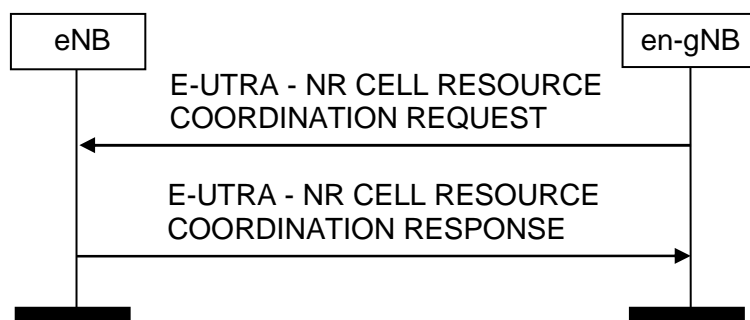 eNB
en-gNB
E-UTRA - NR CELL RESOURCE
COORDINATION REQUEST
E-UTRA - NR CELL RESOURCE
COORDINATION RESPONSE